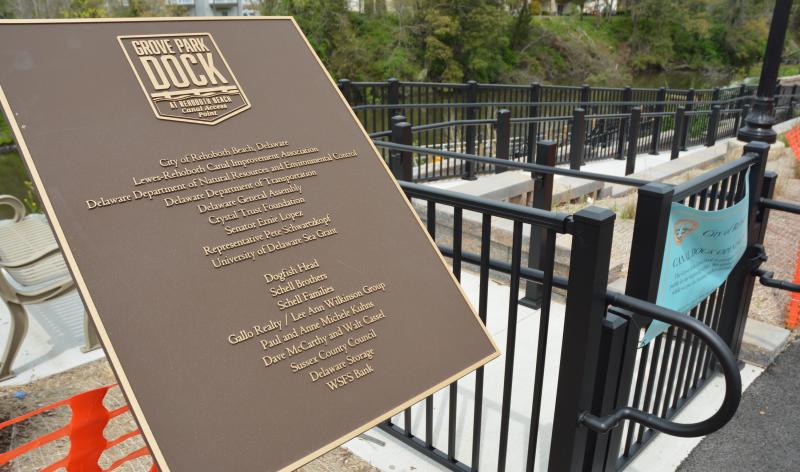 GROVE PARK
DOCK
AT REHOBOTH BEACH
Canal Access
Point
City of Rehoboth Beach, Delaware
Lewes-Rehoboth Canal Improvement Association
Delaware Department of Natural Resources and Environmental Control
Delaware Department of Transportation
Delaware General Assembly
Crystal Trust Foundation
Senator Ernie Lopez
Representative Pete Schwartzkopf
University of Delaware Sea Grant
Dogfish Head
Schell Brothers
Schell Families
Gallo Realty / Lee Ann Wilkinson Group
Paul and Anne Michele Kuhns
Dave McCarthy and Walt Cassel
Sussex County Council
Delaware Storage
WSFS Bank
City of
CANAL DOCK